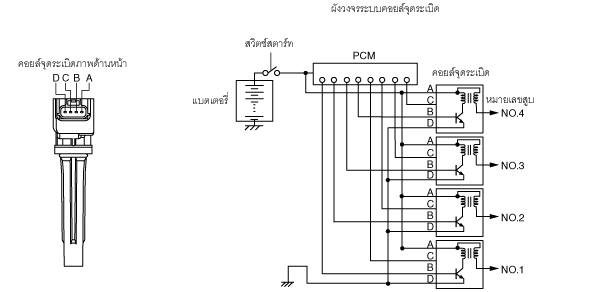 ผังวงจรระบบคอยล์จุดระเบิด
สวิตช์สตาร์ท
PCM
คอยล์จุดระเบิดภาพด้านหน้า
D C B A
แบตเตอรี่
คอยล์จุดระเบิด
หมายเลขสูบ
A
C
B
D
NO.4
A
C
B
D
NO.3
A
C
B
D
NO.2
A
C
B
D
NO.1